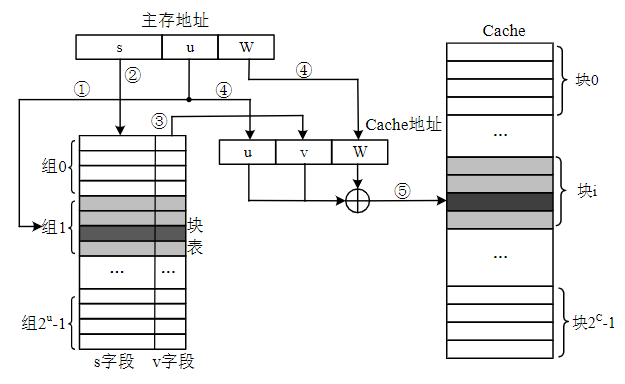 主存地址
Cache
s u W
②
①
④
④
块0
③
Cache地址
...
组0
u v W
组1
块表
⑤
块i
... ...
...
组2ᵘ-1
块2ᶜ-1
s字段 v字段